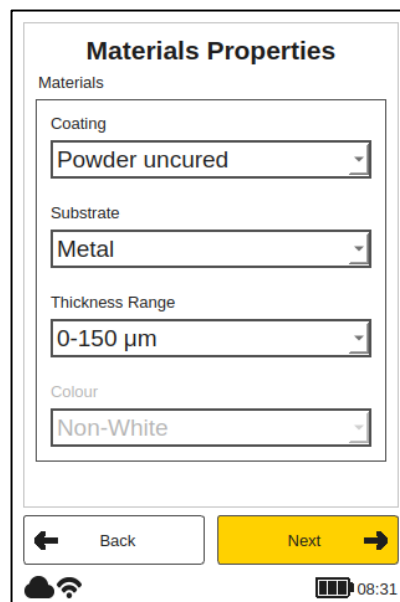 Materials Properties
Materials
Coating
Powder uncured
Substrate
Metal
Thickness Range
0-150 µm
Colour
Non-White
Back
Next
08:31